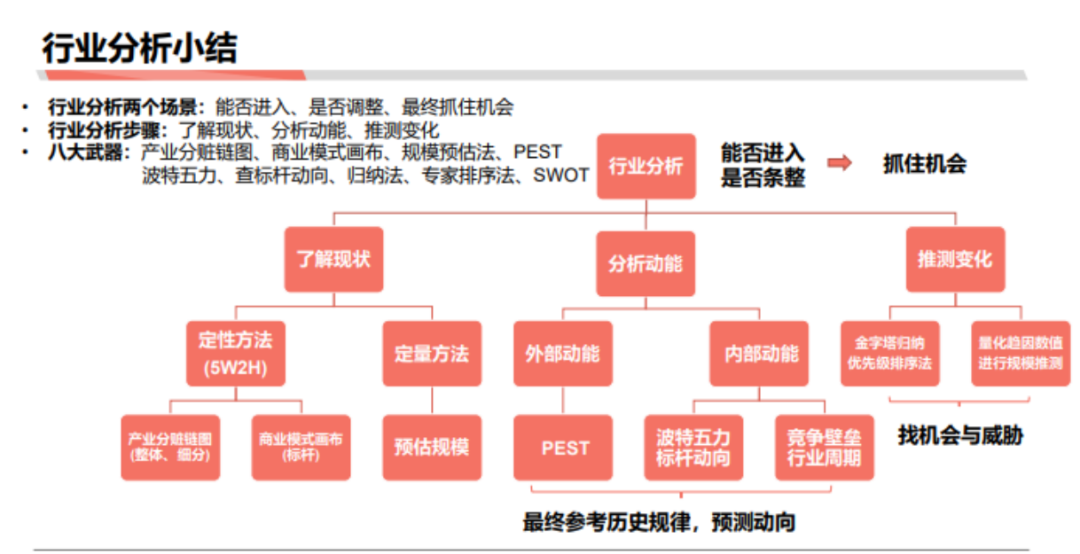 行业分析小结
• 行业分析两个场景：能否进入、是否调整、最终抓住机会
• 行业分析步骤：了解现状、分析动能、推测变化
• 八大武器：产业分赃链图、商业模式画布、规模预估法、PEST
波特五力、查标杆动向、归纳法、专家排序法、SWOT
行业分析
能否进入
是否条整
抓住机会
了解现状
分析动能
推测变化
定性方法
(5W2H)
定量方法
外部动能
内部动能
金字塔归纳
优先级排序法
量化趋因数值
进行规模推测
产业分赃链图
(整体、细分)
商业模式画布
(标杆)
预估规模
PEST
波特五力
标杆动向
竞争壁垒
行业周期
找机会与威胁
最终参考历史规律，预测动向